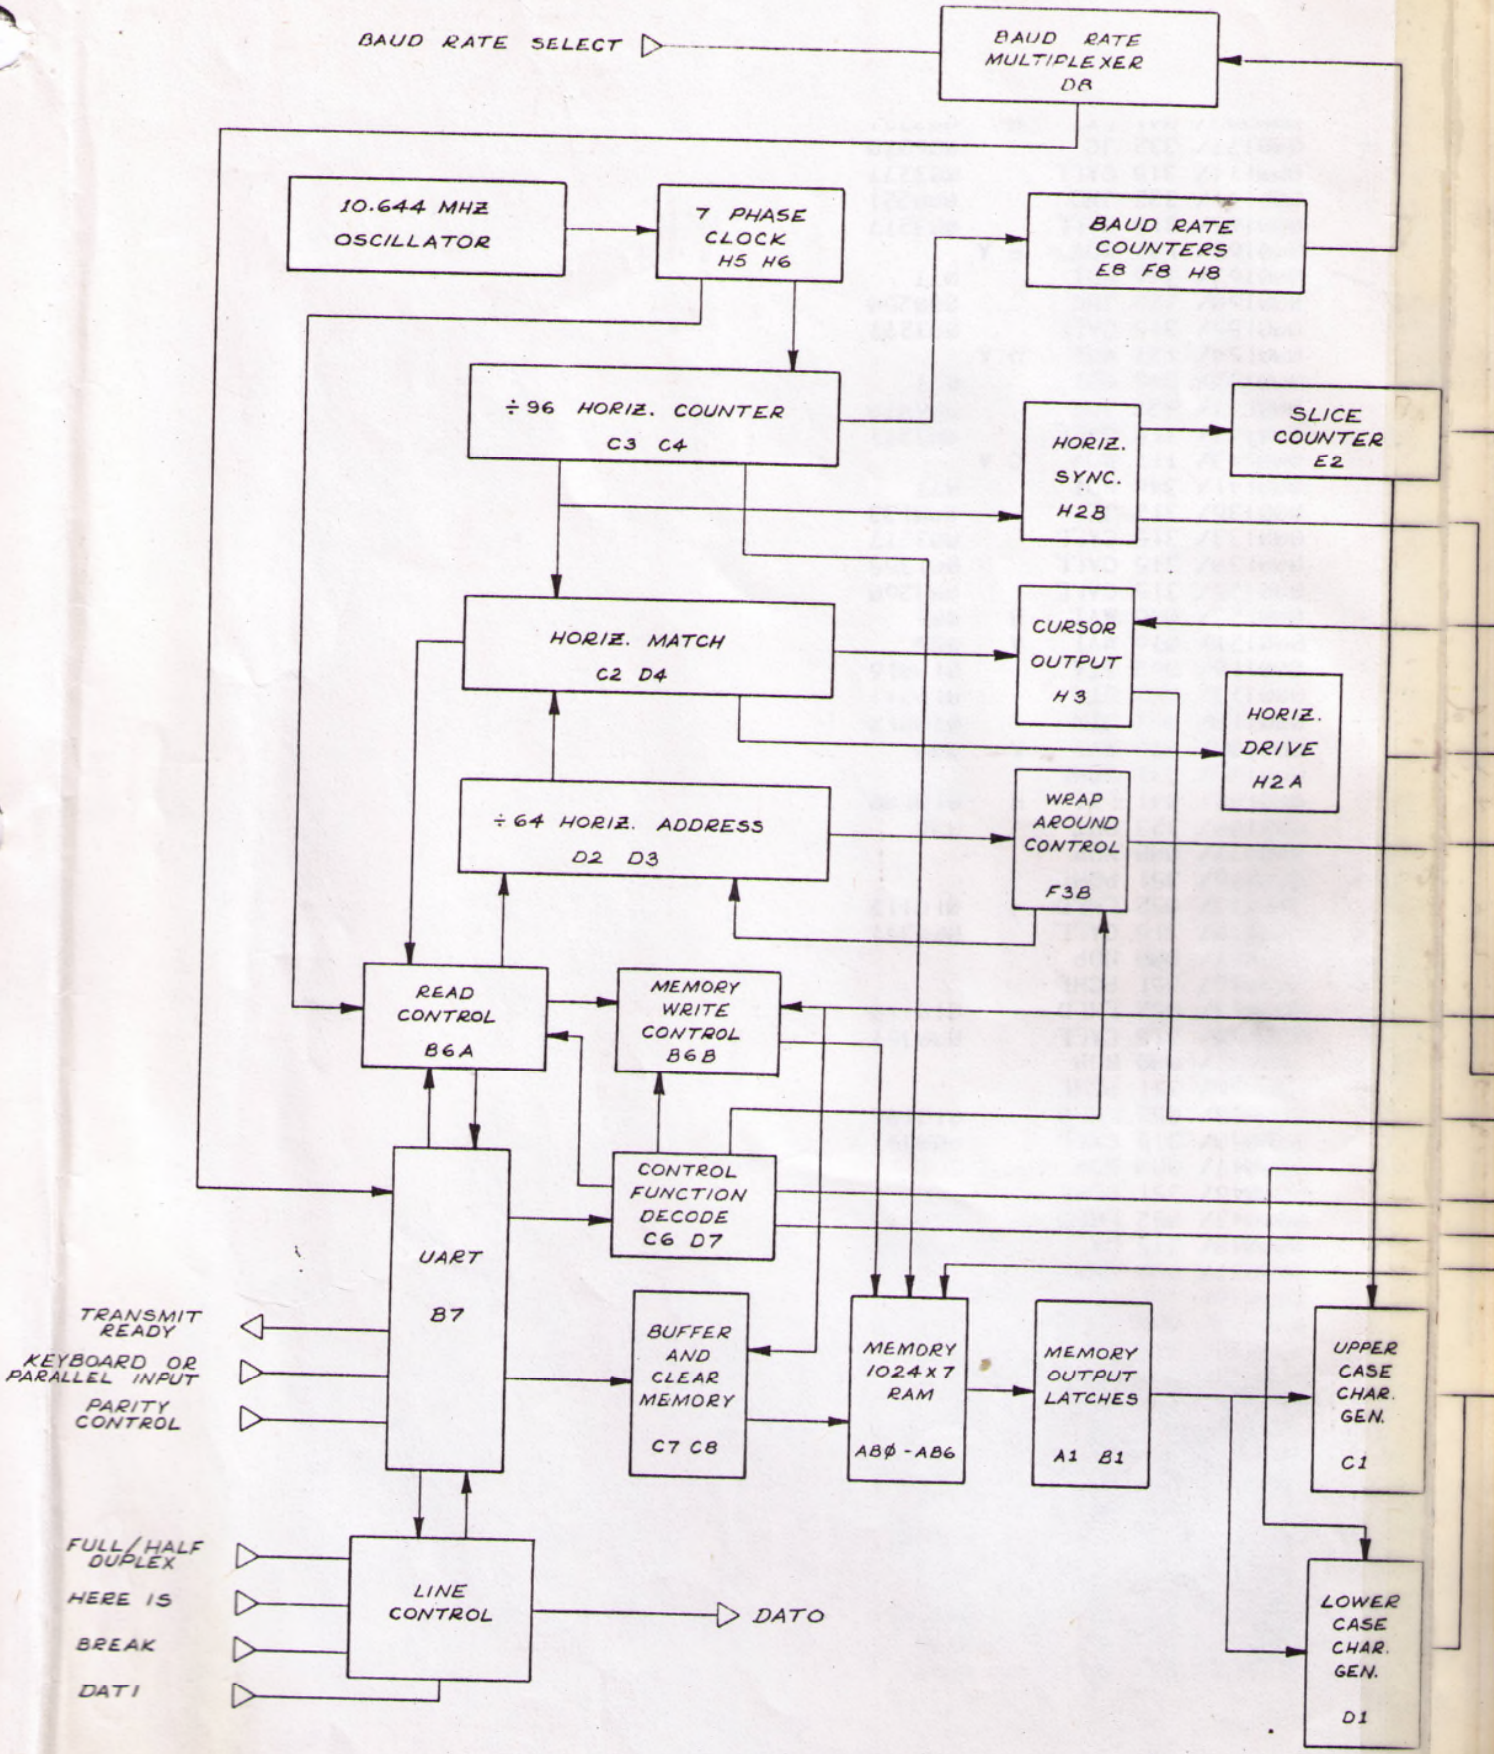 BAUD RATE SELECT
BAUD RATE
MULTIPLEXER
D8
10.644 MHZ
OSCILLATOR
7 PHASE
CLOCK
H5 H6
BAUD RATE
COUNTERS
E8 F8 H8
÷96 HORIZ. COUNTER
C3 C4
HORIZ.
SYNC.
H2B
SLICE
COUNTER
E2
HORIZ. MATCH
C2 D4
CURSOR
OUTPUT
H3
HORIZ.
DRIVE
H2A
÷64 HORIZ. ADDRESS
D2 D3
WRAP
AROUND
CONTROL
F3B
READ
CONTROL
B6A
MEMORY
WRITE
CONTROL
B6B
CONTROL
FUNCTION
DECODE
C6 D7
UART
B7
TRANSMIT
READY
KEYBOARD OR
PARALLEL INPUT
PARITY
CONTROL
BUFFER
AND
CLEAR
MEMORY
C7 C8
MEMORY
1024x7
RAM
AB∅-AB6
MEMORY
OUTPUT
LATCHES
A1 B1
UPPER
CASE
CHAR.
GEN.
C1
FULL/HALF
DUPLEX
HERE IS
BREAK
DATI
LINE
CONTROL
DATO
LOWER
CASE
CHAR.
GEN.
D1